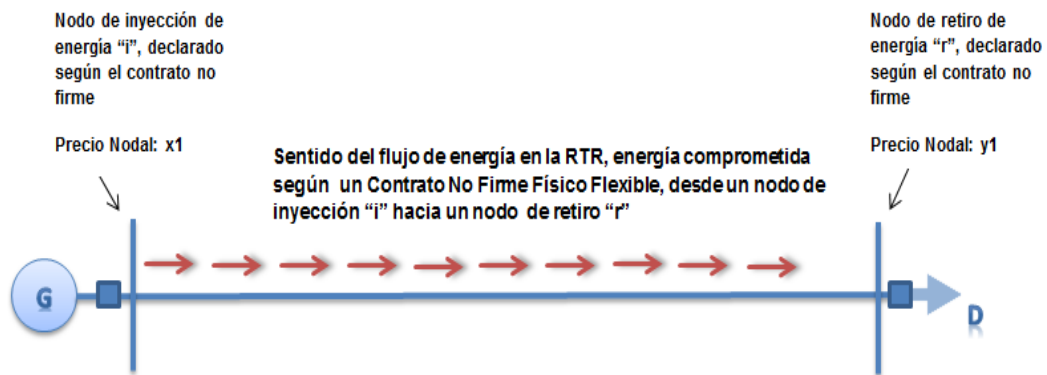 Nodo de inyección de
energía “i”, declarado
según el contrato no
firme
Precio Nodal: x1
Nodo de retiro de
energía “r”, declarado
según el contrato no
firme
Precio Nodal: y1
Sentido del flujo de energía en la RTR, energía comprometida
según un Contrato No Firme Físico Flexible, desde un nodo de
inyección “i” hacia un nodo de retiro “r”
G
D